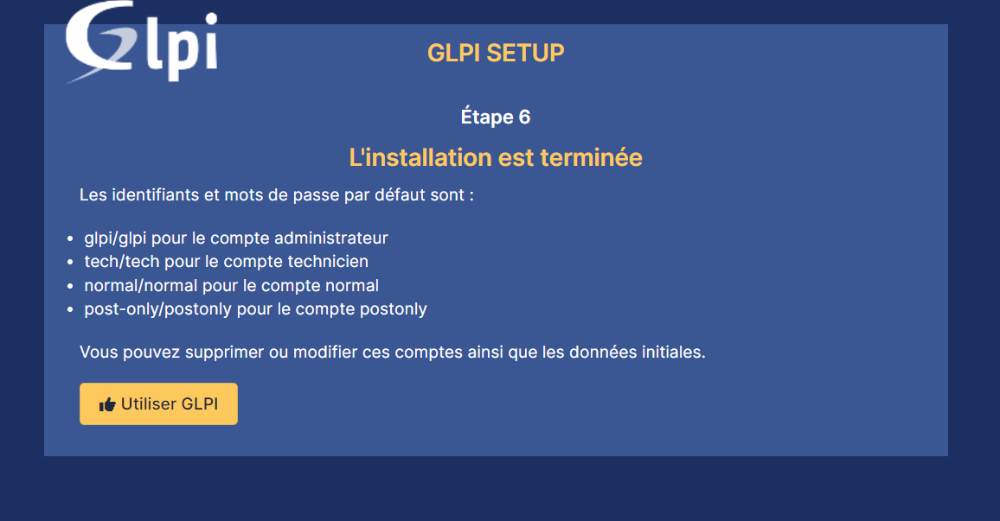 Glpi
GLPI SETUP
Étape 6
L'installation est terminée
Les identifiants et mots de passe par défaut sont :
glpi/glpi pour le compte administrateur
tech/tech pour le compte technicien
normal/normal pour le compte normal
post-only/postonly pour le compte postonly
Vous pouvez supprimer ou modifier ces comptes ainsi que les données initiales.
Utiliser GLPI